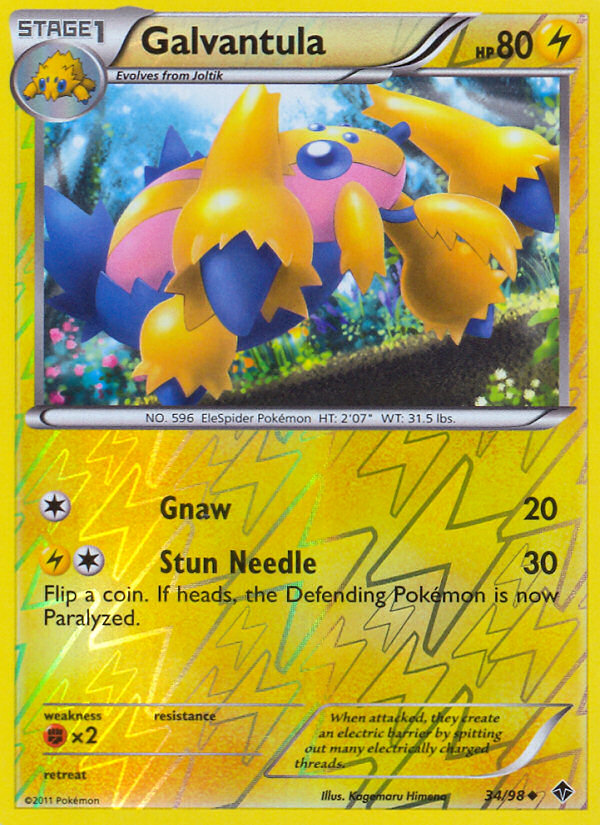 STAGE1
Galvantula
HP80
Evolves from Joltik
NO. 596 EleSpider Pokémon HT: 2'07" WT: 31.5 lbs.
Gnaw 20
Stun Needle 30
Flip a coin. If heads, the Defending Pokémon is now
Paralyzed.
weakness resistance
×2
When attacked, they create
an electric barrier by spitting
out many electrically charged
threads.
retreat
©2011 Pokémon
Illus. Kagemaru Himeno 34/98